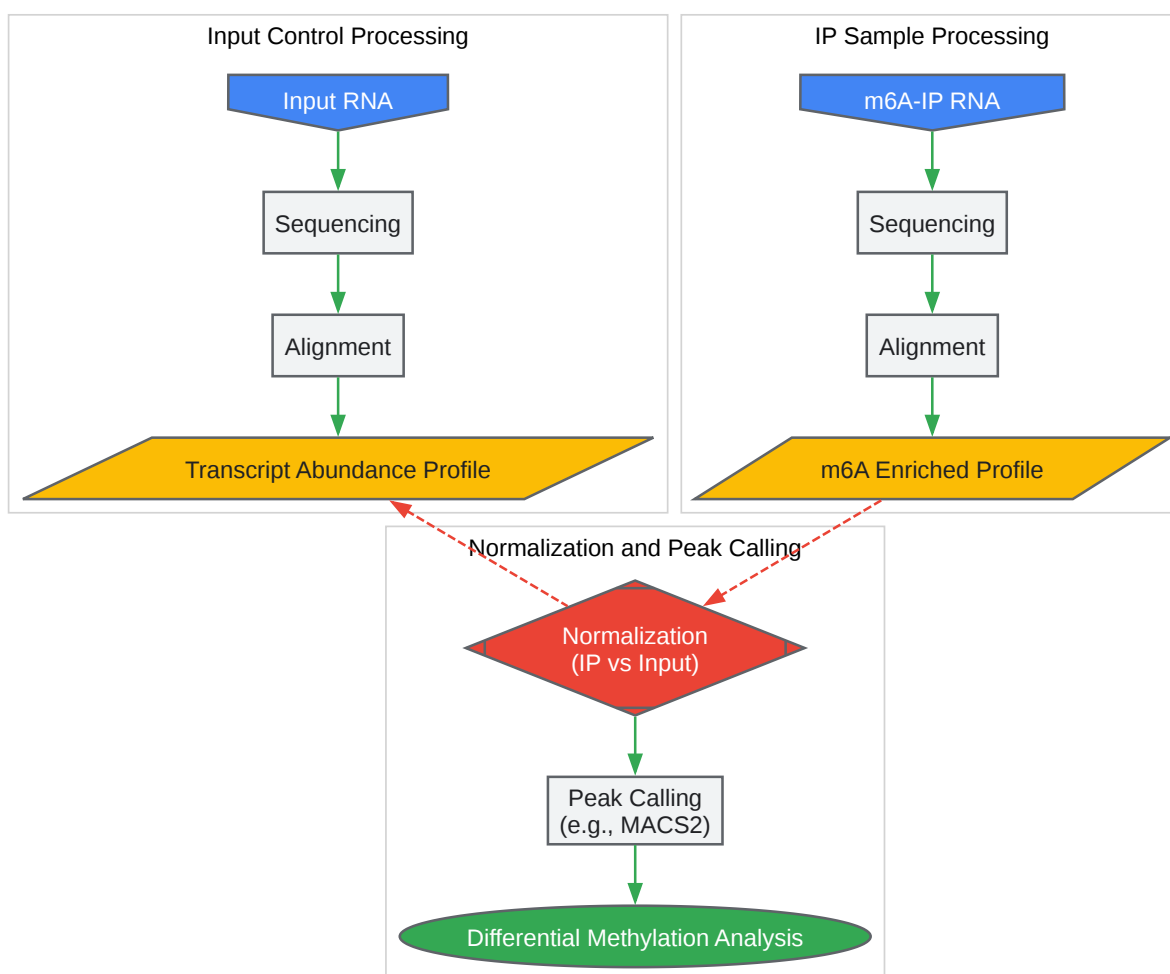 Input Control Processing
Input RNA
Sequencing
Alignment
Transcript Abundance Profile
IP Sample Processing
m6A-IP RNA
Sequencing
Alignment
m6A Enriched Profile
Normalization and Peak Calling
Normalization
(IP vs Input)
Peak Calling
(e.g., MACS2)
Differential Methylation Analysis